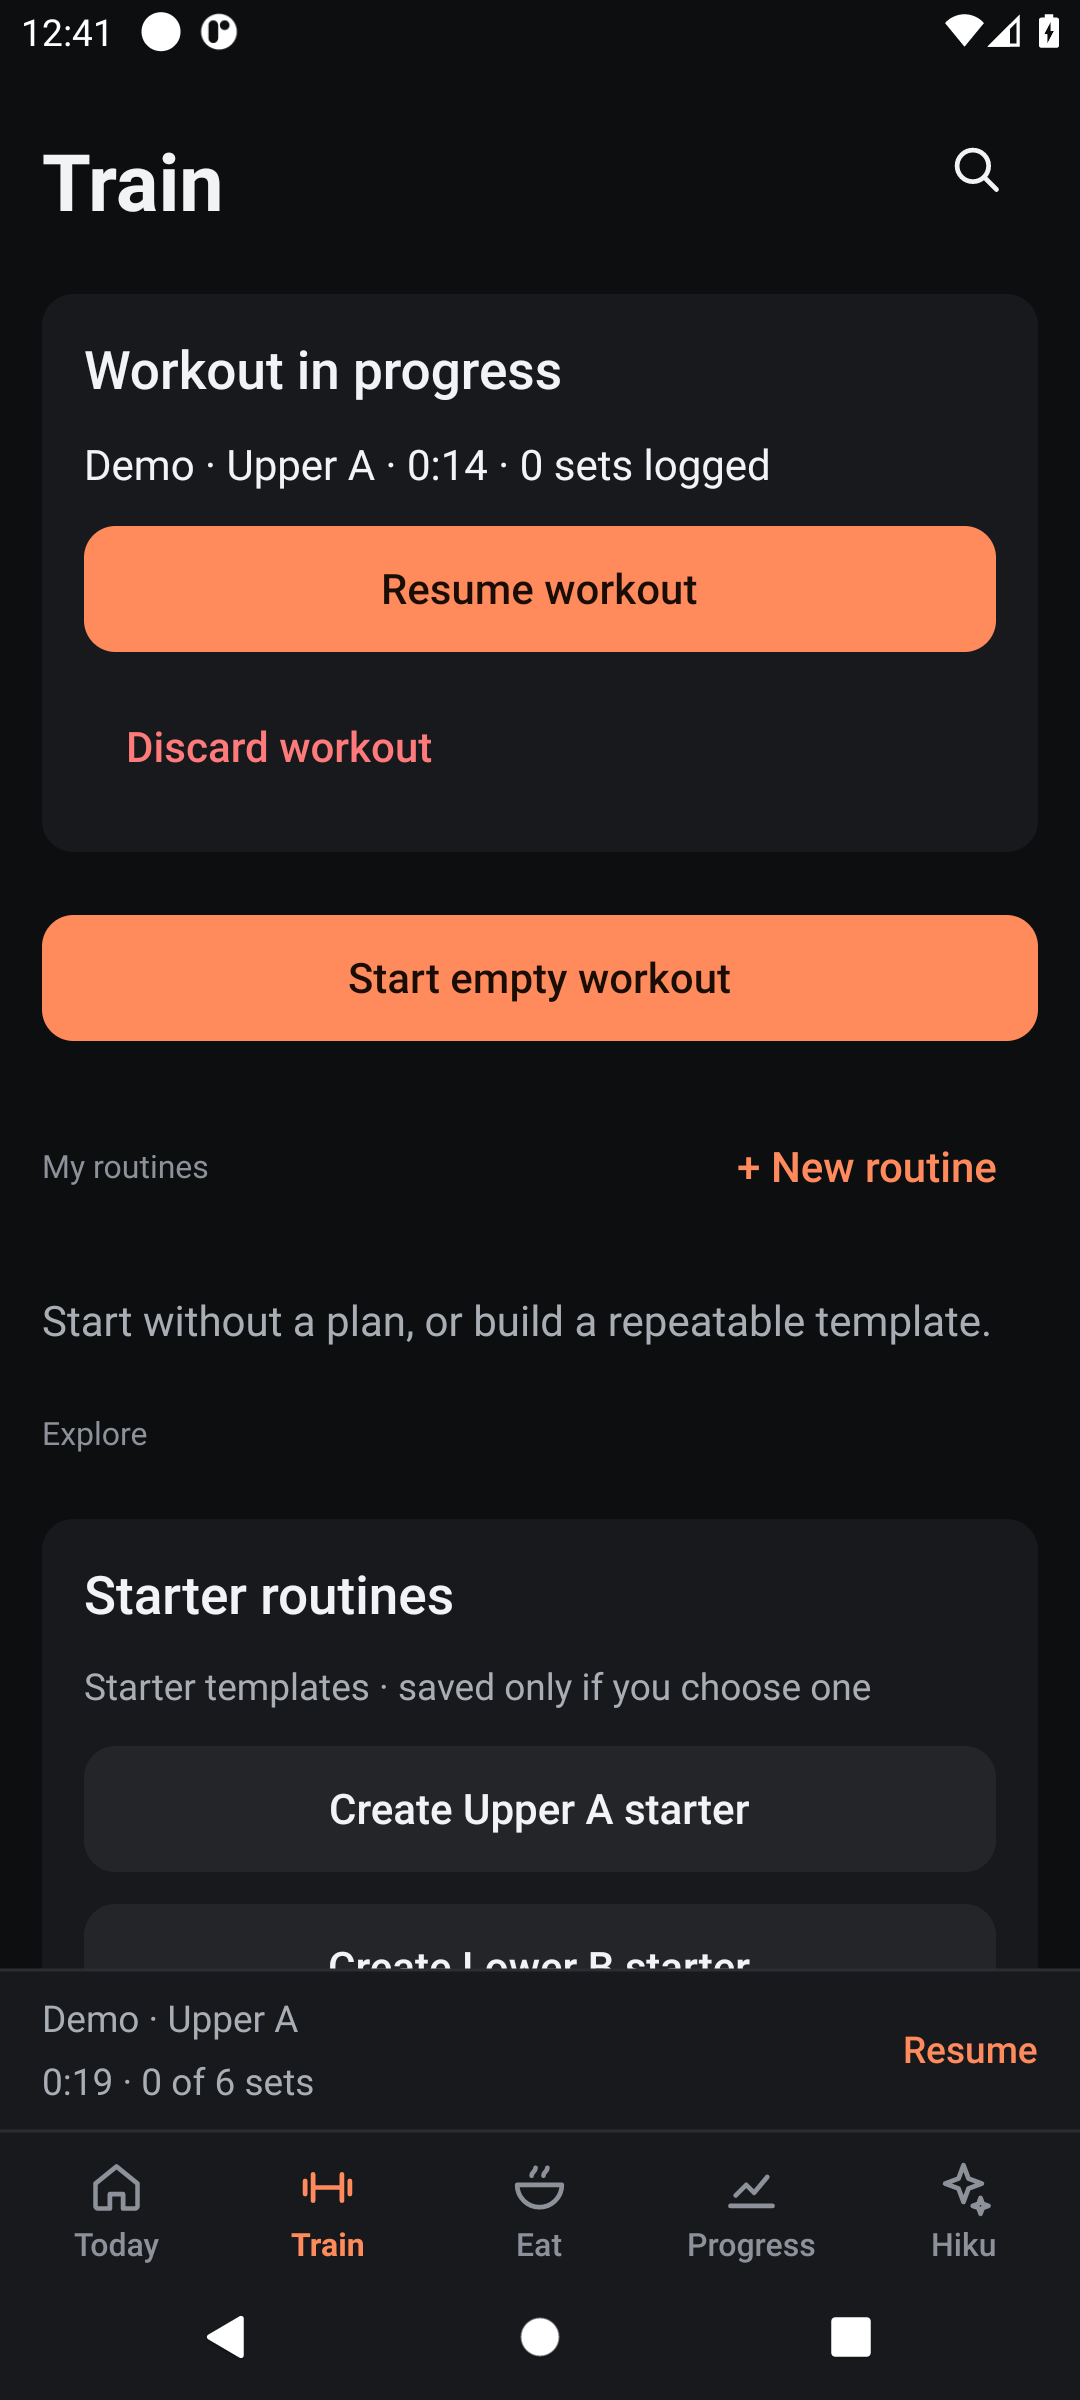 12:41
Train
Workout in progress
Demo · Upper A · 0:14 · 0 sets logged
Resume workout
Discard workout
Start empty workout
My routines
+ New routine
Start without a plan, or build a repeatable template.
Explore
Starter routines
Starter templates · saved only if you choose one
Create Upper A starter
Create Lower B starter
Demo · Upper A
0:19 · 0 of 6 sets
Resume
Today
Train
Eat
Progress
Hiku